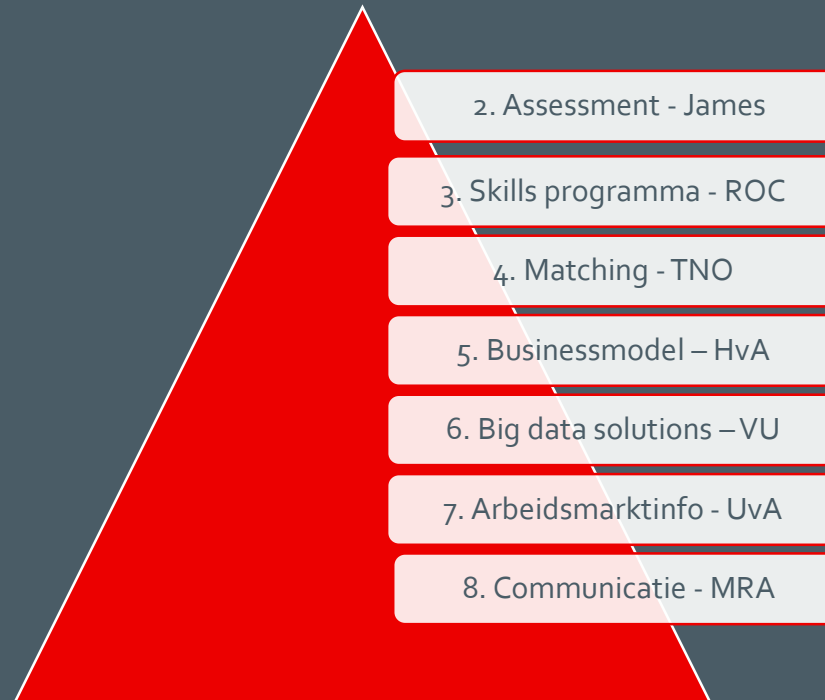 2. Assessment - James
3. Skills programma - ROC
4. Matching - TNO
5. Businessmodel – HvA
6. Big data solutions – VU
7. Arbeidsmarktinfo - UvA
8. Communicatie - MRA